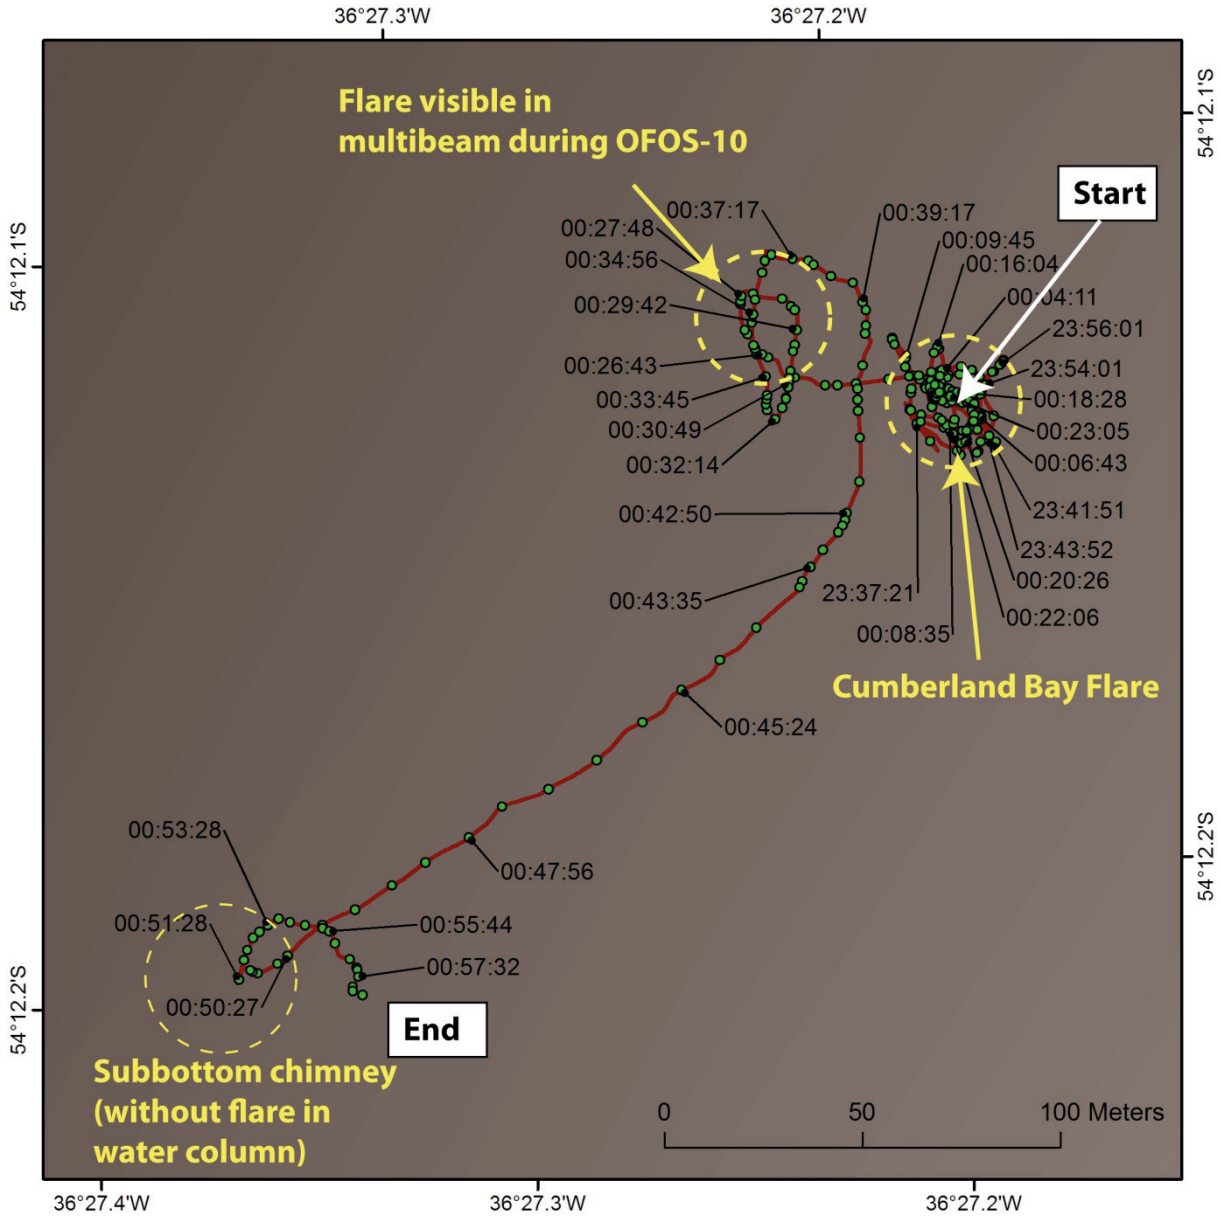 36°27.3'W
36°27.2'W
54°12.1'S
54°12.1'S
Flare visible in
multibeam during OFOS-10
Start
00:37:17
00:39:17
00:27:48
00:09:45
00:34:56
00:16:04
00:29:42
00:04:11
23:56:01
00:26:43
23:54:01
00:33:45
00:18:28
00:30:49
00:23:05
00:32:14
00:06:43
00:42:50
23:41:51
23:43:52
00:43:35
23:37:21
00:20:26
00:08:35
00:22:06
Cumberland Bay Flare
00:45:24
00:53:28
00:47:56
54°12.2'S
00:51:28
00:55:44
00:57:32
00:50:27
54°12.2'S
End
Subbottom chimney
(without flare in
water column)
0 50 100 Meters
36°27.4'W
36°27.3'W
36°27.2'W